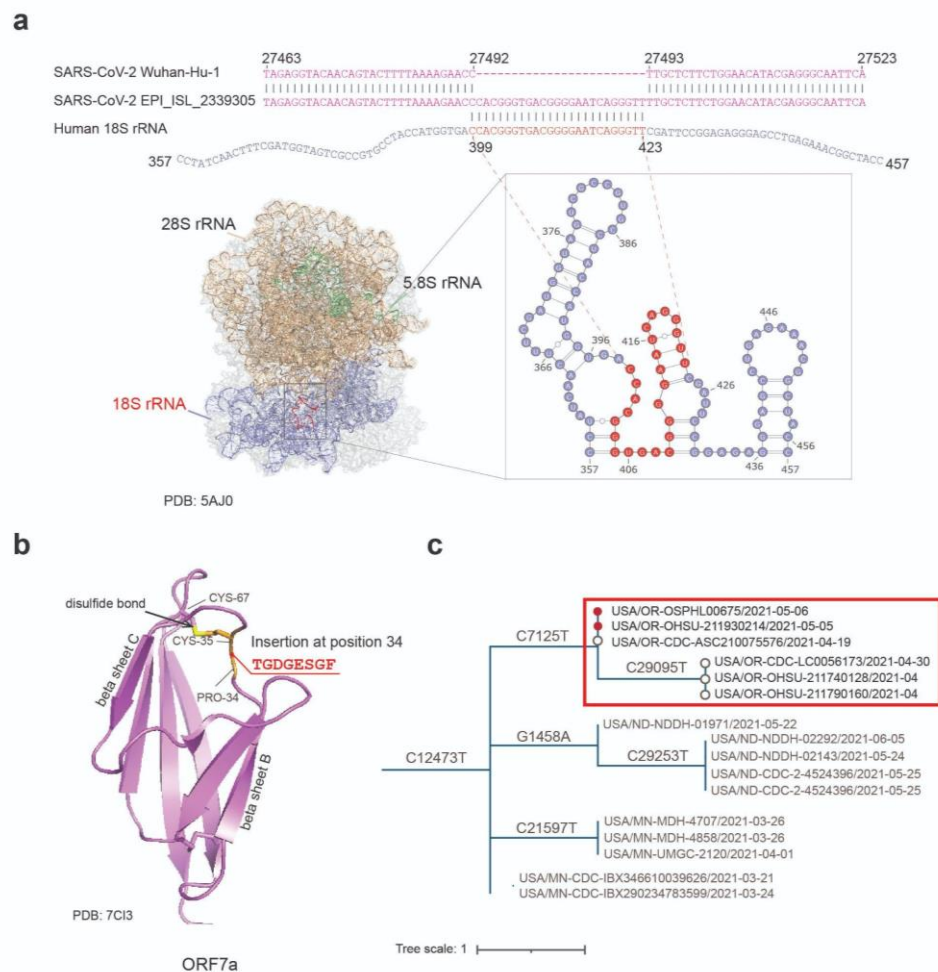 a
27463 27492 27493 27523
SARS-CoV-2 Wuhan-Hu-1 TAGAGGTACAACAGTACTTTTAAAAGAACC-------------------------TTGCTCTTCTGGAACATACGAGGGCAATTCA
SARS-CoV-2 EPI_ISL_2339305 TAGAGGTACAACAGTACTTTTAAAAGAACCCACGGGTGACGGGGAATCAGGGTTTTGCTCTTCTGGAACATACGAGGGCAATTCA
Human 18S rRNA
357 CCTATCAACTTTCGATGGTAGTCGCCGTGCCTACCATGGTGACCACGGGTGACGGGGAATCAGGGTTCGATTCCGGAGAGGGAGCCTGAGAAACGGCTACC 457
399 423
28S rRNA
5.8S rRNA
18S rRNA
PDB: 5AJ0
376
386
366
396
416
446
426
357
406
436
456
457
b
CYS-67
disulfide bond
CYS-35
Insertion at position 34
TGDGESGF
PRO-34
beta sheet C
beta sheet B
PDB: 7CI3
ORF7a
c
C7125T
USA/OR-OSPHL00675/2021-05-06
USA/OR-OHSU-211930214/2021-05-05
USA/OR-CDC-ASC210075576/2021-04-19
C29095T
USA/OR-CDC-LC0056173/2021-04-30
USA/OR-OHSU-211740128/2021-04
USA/OR-OHSU-211790160/2021-04
C12473T
G1458A
USA/ND-NDDH-01971/2021-05-22
C29253T
USA/ND-NDDH-02292/2021-06-05
USA/ND-NDDH-02143/2021-05-24
USA/ND-CDC-2-4524396/2021-05-25
USA/ND-CDC-2-4524396/2021-05-25
C21597T
USA/MN-MDH-4707/2021-03-26
USA/MN-MDH-4858/2021-03-26
USA/MN-UMGC-2120/2021-04-01
USA/MN-CDC-IBX346610039626/2021-03-21
USA/MN-CDC-IBX290234783599/2021-03-24
Tree scale: 1